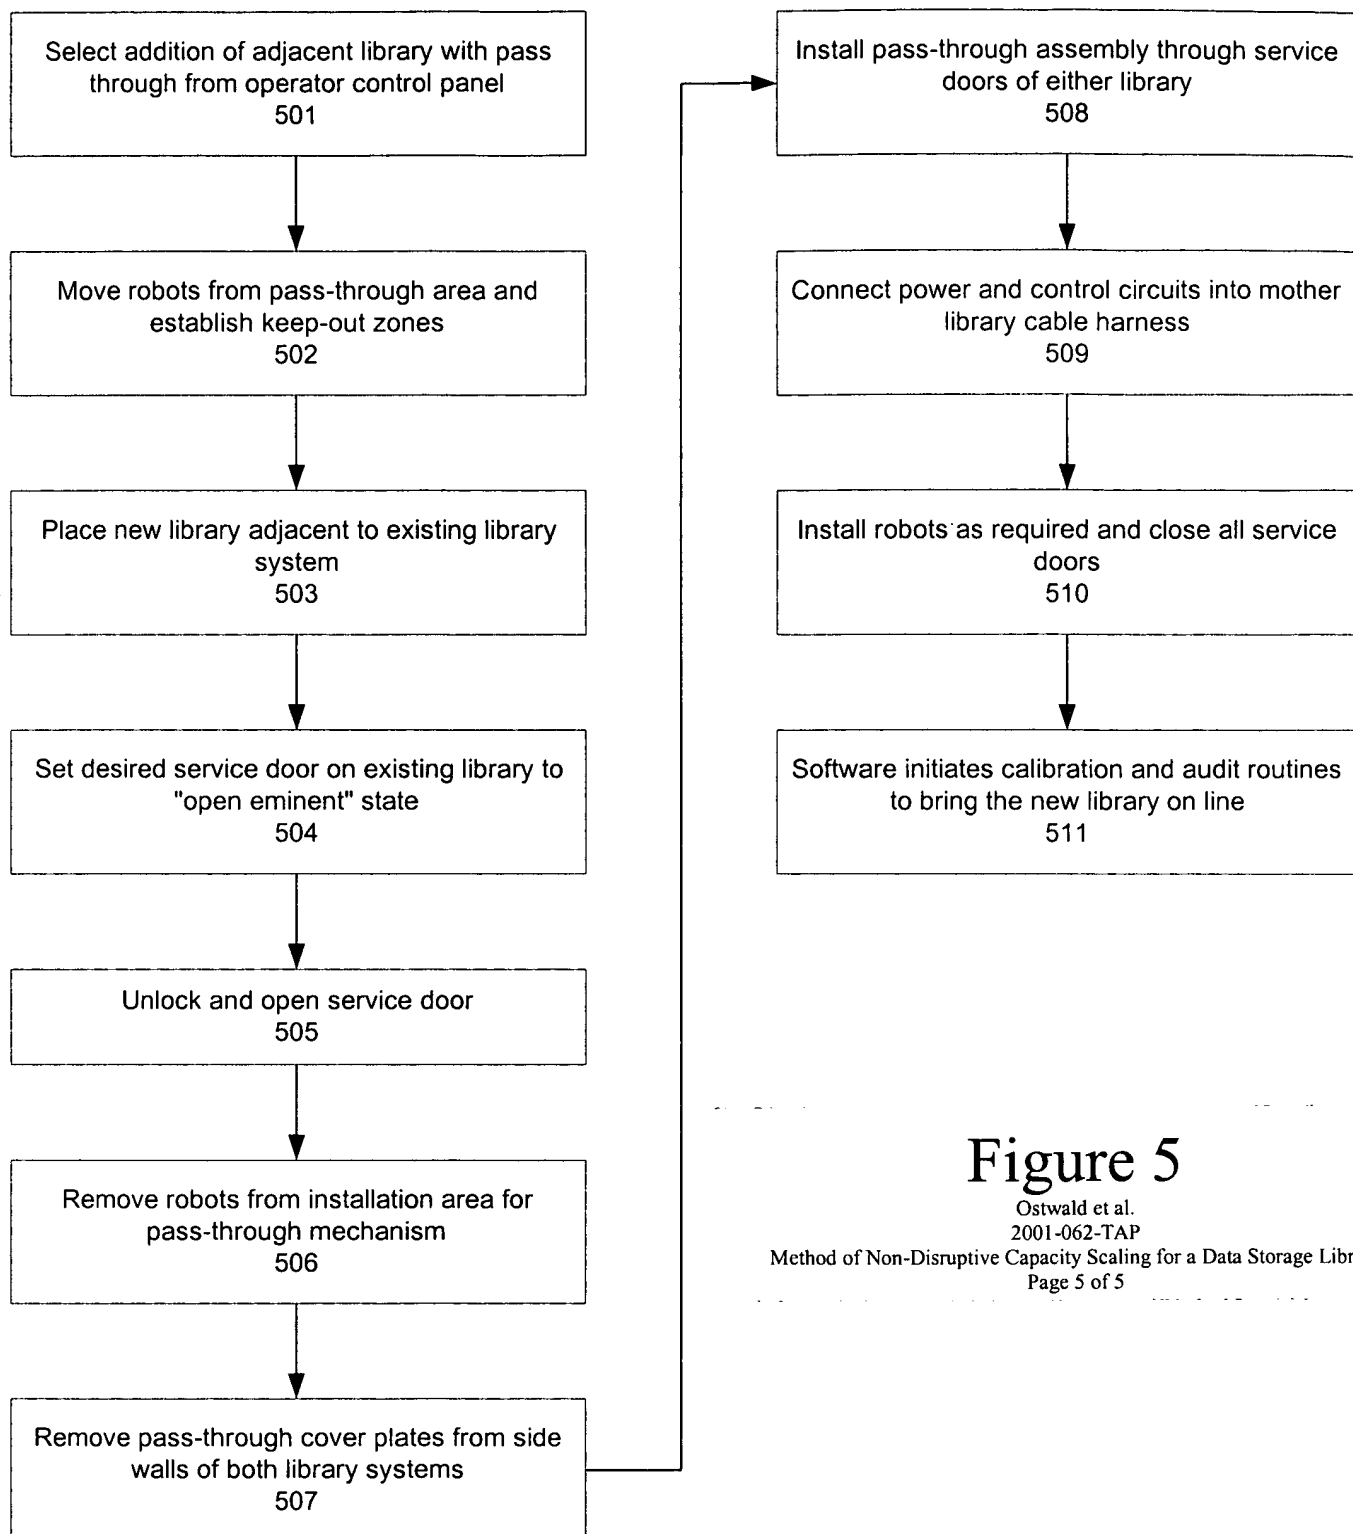 Select addition of adjacent library with pass
through from operator control panel
501
Move robots from pass-through area and
establish keep-out zones
502
Place new library adjacent to existing library
system
503
Set desired service door on existing library to
"open eminent" state
504
Unlock and open service door
505
Remove robots from installation area for
pass-through mechanism
506
Remove pass-through cover plates from side
walls of both library systems
507
Install pass-through assembly through service
doors of either library
508
Connect power and control circuits into mother
library cable harness
509
Install robots as required and close all service
doors
510
Software initiates calibration and audit routines
to bring the new library on line
511
Figure 5
Ostwald et al.
2001-062-TAP
Method of Non-Disruptive Capacity Scaling for a Data Storage Libr
Page 5 of 5